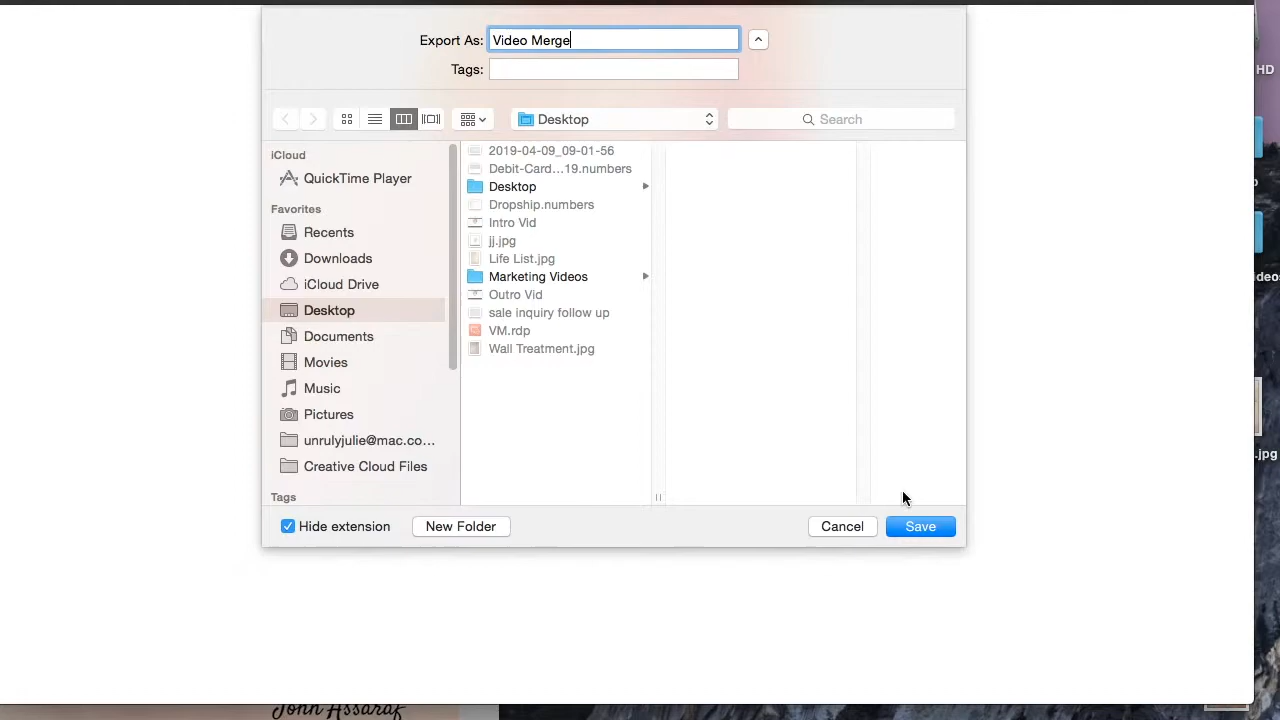 Export As: Video Merge
Tags:
Desktop
Search
iCloud
QuickTime Player
Favorites
Recents
Downloads
iCloud Drive
Desktop
Documents
Movies
Music
Pictures
unrulyjulie@mac.co...
Creative Cloud Files
Tags
2019-04-09_09-01-56
Debit-Card...19.numbers
Desktop
Dropship.numbers
Intro Vid
jj.jpg
Life List.jpg
Marketing Videos
Outro Vid
sale inquiry follow up
VM.rdp
Wall Treatment.jpg
Hide extension
New Folder
Cancel
Save
HD
.jpg
John Assaraf